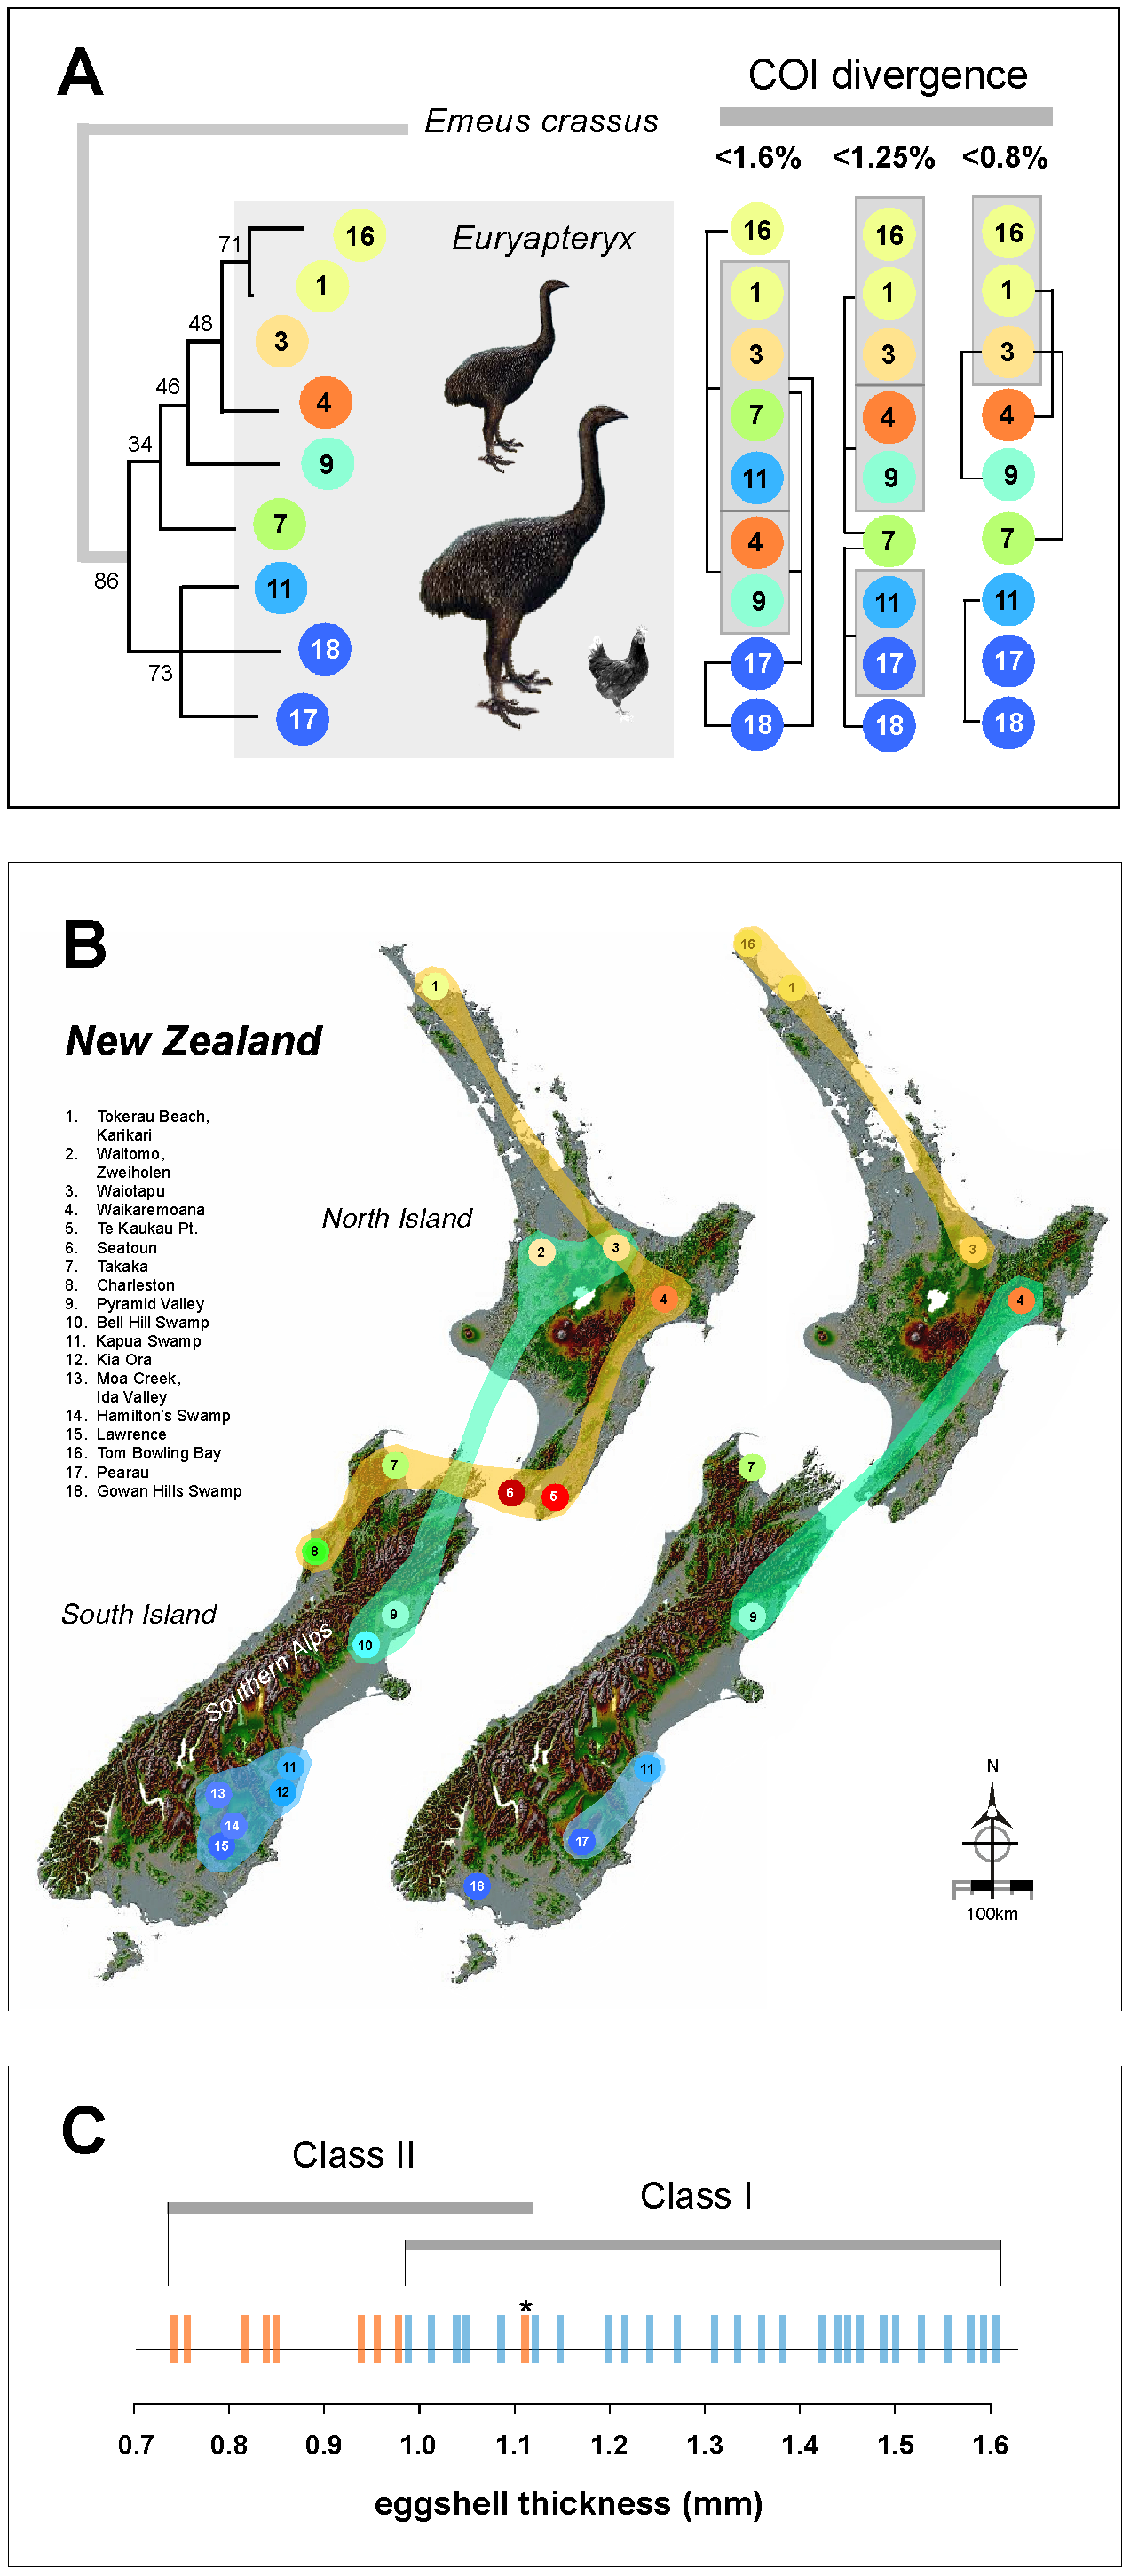 A
COI divergence
Emeus crassus
<1.6% <1.25% <0.8%
Euryapteryx
71
48
46
34
86
73
16
1
3
4
9
7
11
18
17
16
1
3
7
11
4
9
17
18
16
1
3
4
9
7
11
17
18
16
1
3
4
9
7
11
17
18
B
New Zealand
1. Tokerau Beach,
Karikari
2. Waitomo,
Zweiholen
3. Waiotapu
4. Waikaremoana
5. Te Kaukau Pt.
6. Seatoun
7. Takaka
8. Charleston
9. Pyramid Valley
10. Bell Hill Swamp
11. Kapua Swamp
12. Kia Ora
13. Moa Creek,
Ida Valley
14. Hamilton's Swamp
15. Lawrence
16. Tom Bowling Bay
17. Pearau
18. Gowan Hills Swamp
North Island
South Island
Southern Alps
1
2
3
4
7
6
5
8
9
10
11
13
12
14
15
16
1
3
4
7
9
11
17
18
N
100km
C
Class II
Class I
*
0.7 0.8 0.9 1.0 1.1 1.2 1.3 1.4 1.5 1.6
eggshell thickness (mm)